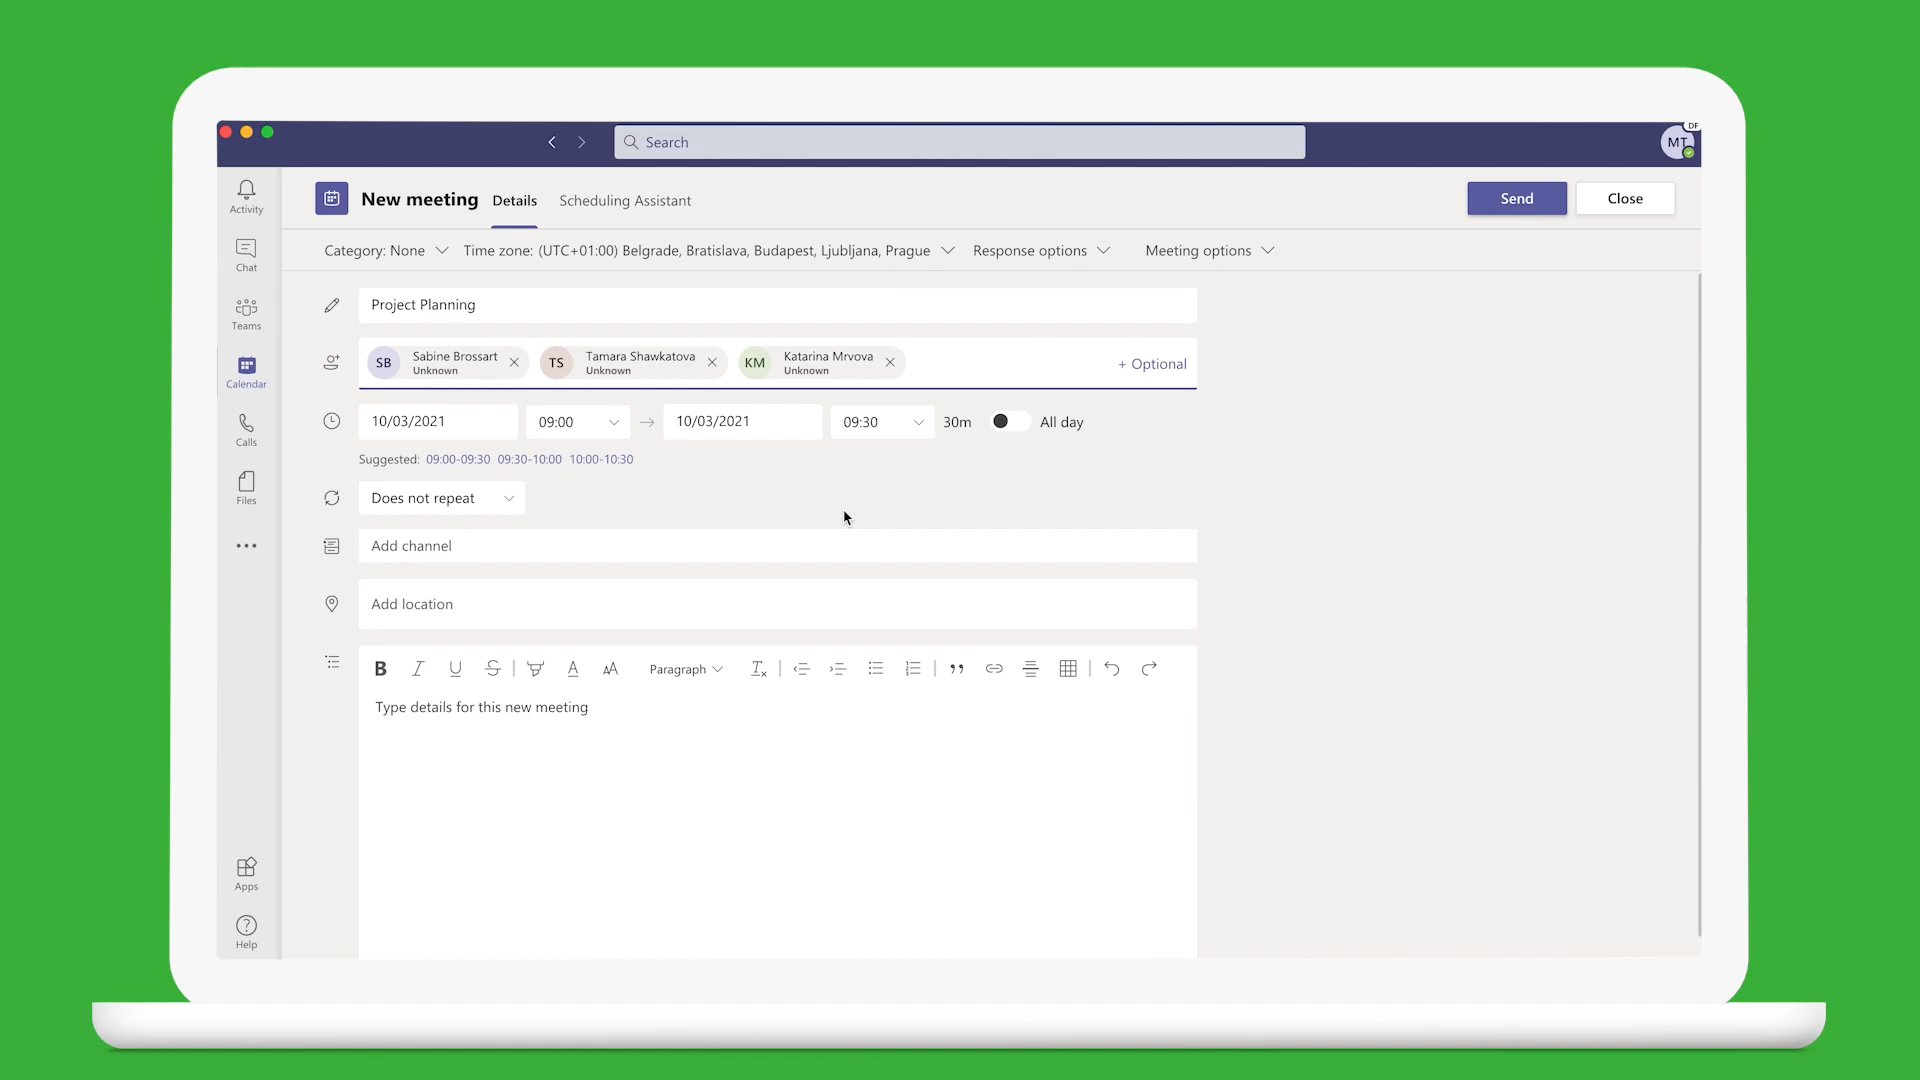 Search
MT
DF
Activity
Chat
Teams
Calendar
Calls
Files
Apps
Help
New meeting Details Scheduling Assistant
Send Close
Category: None Time zone: (UTC+01:00) Belgrade, Bratislava, Budapest, Ljubljana, Prague Response options Meeting options
Project Planning
SB Sabine Brossart
Unknown
TS Tamara Shawkatova
Unknown
KM Katarina Mrvova
Unknown
+ Optional
10/03/2021 09:00 → 10/03/2021 09:30 30m All day
Suggested: 09:00-09:30 09:30-10:00 10:00-10:30
Does not repeat
Add channel
Add location
B I U S A AA Paragraph
Type details for this new meeting